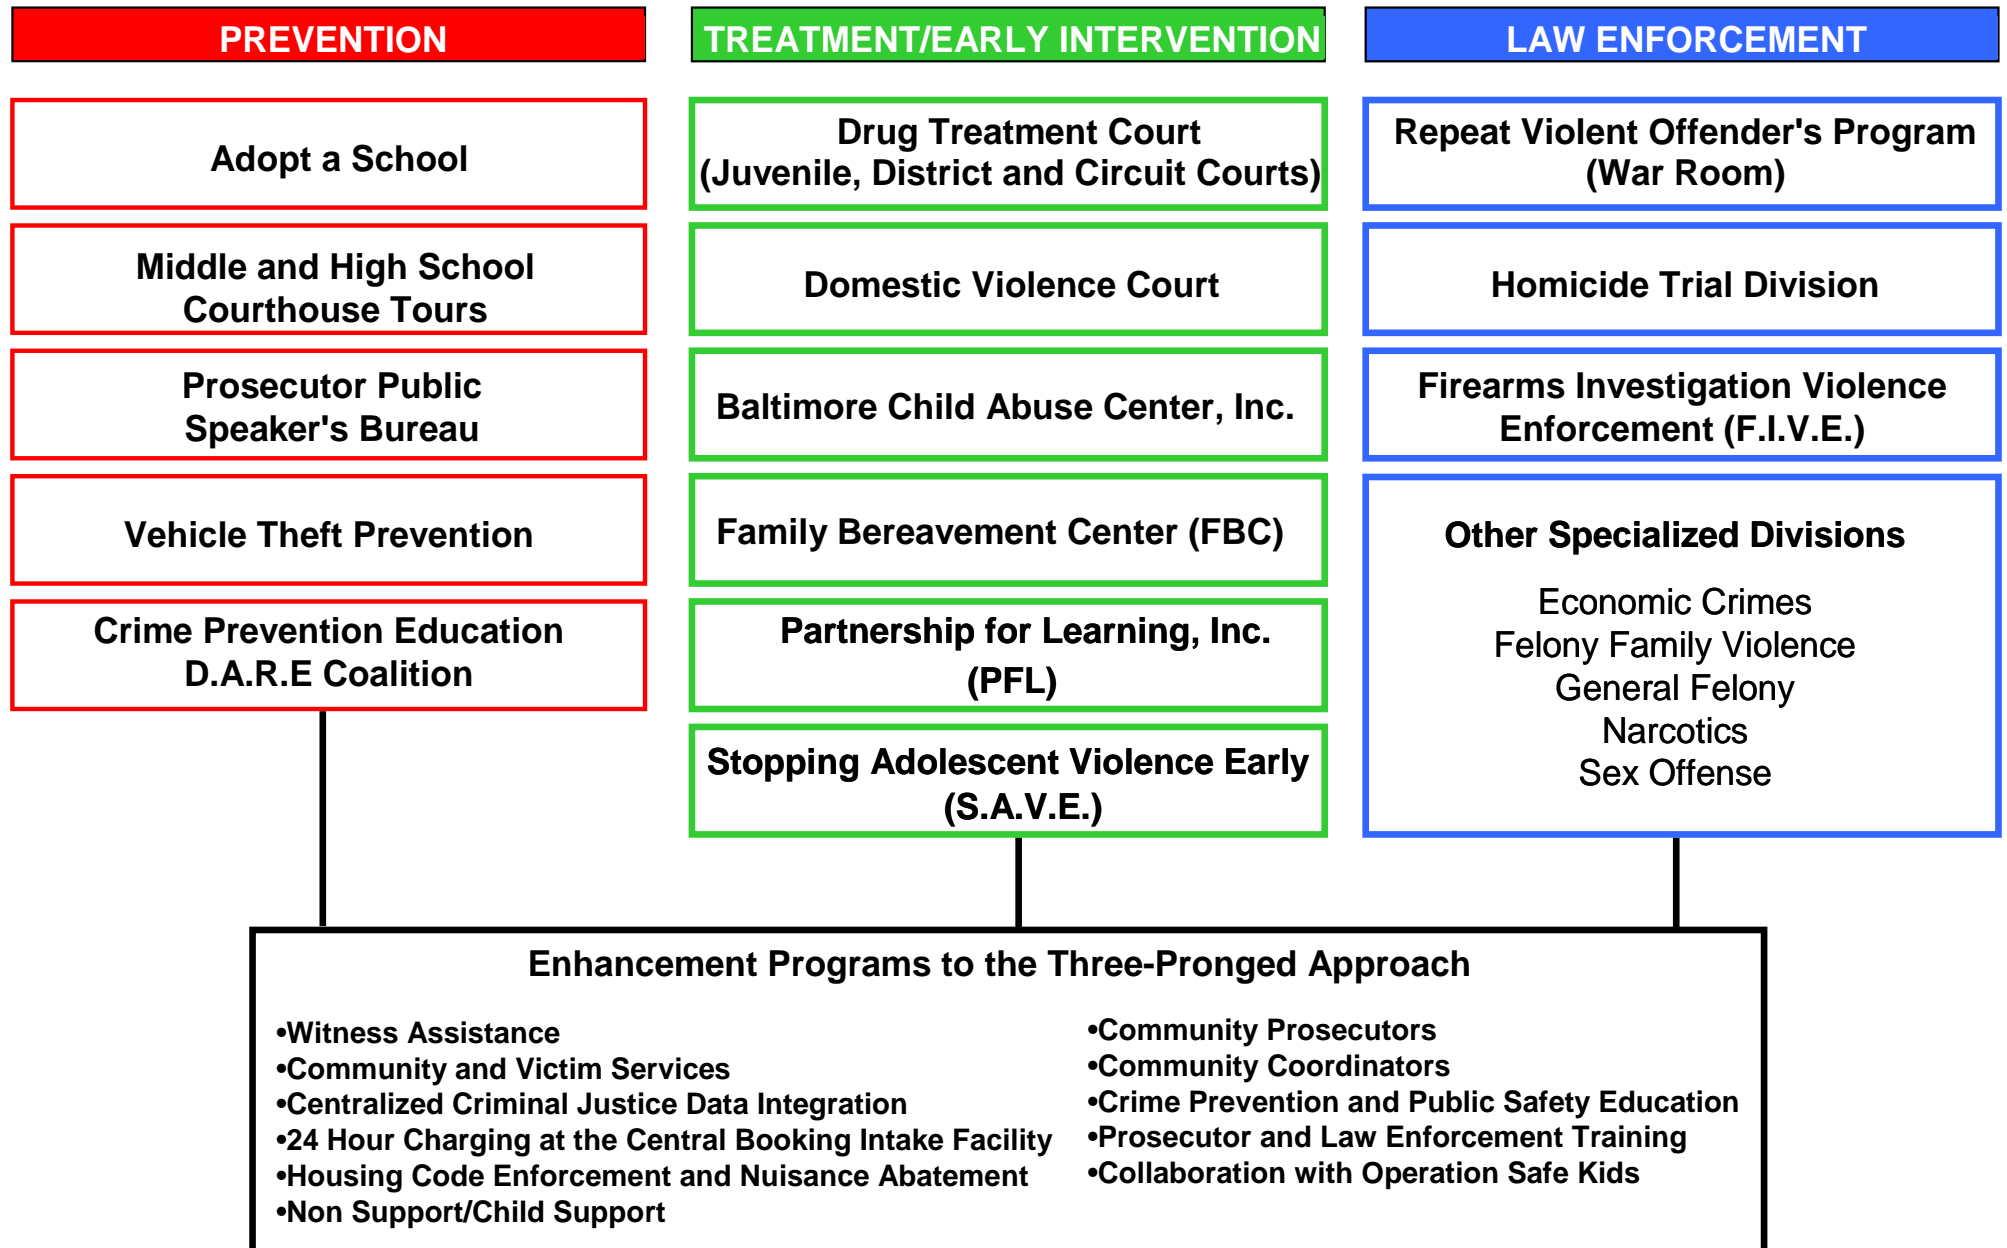 PREVENTION
Adopt a School
Middle and High School
Courthouse Tours
Prosecutor Public
Speaker's Bureau
Vehicle Theft Prevention
Crime Prevention Education
D.A.R.E Coalition
TREATMENT/EARLY INTERVENTION
Drug Treatment Court
(Juvenile, District and Circuit Courts)
Domestic Violence Court
Baltimore Child Abuse Center, Inc.
Family Bereavement Center (FBC)
Partnership for Learning, Inc.
(PFL)
Stopping Adolescent Violence Early
(S.A.V.E.)
LAW ENFORCEMENT
Repeat Violent Offender's Program
(War Room)
Homicide Trial Division
Firearms Investigation Violence
Enforcement (F.I.V.E.)
Other Specialized Divisions
Economic Crimes
Felony Family Violence
General Felony
Narcotics
Sex Offense
Enhancement Programs to the Three-Pronged Approach
•Witness Assistance
•Community and Victim Services
•Centralized Criminal Justice Data Integration
•24 Hour Charging at the Central Booking Intake Facility
•Housing Code Enforcement and Nuisance Abatement
•Non Support/Child Support
•Community Prosecutors
•Community Coordinators
•Crime Prevention and Public Safety Education
•Prosecutor and Law Enforcement Training
•Collaboration with Operation Safe Kids